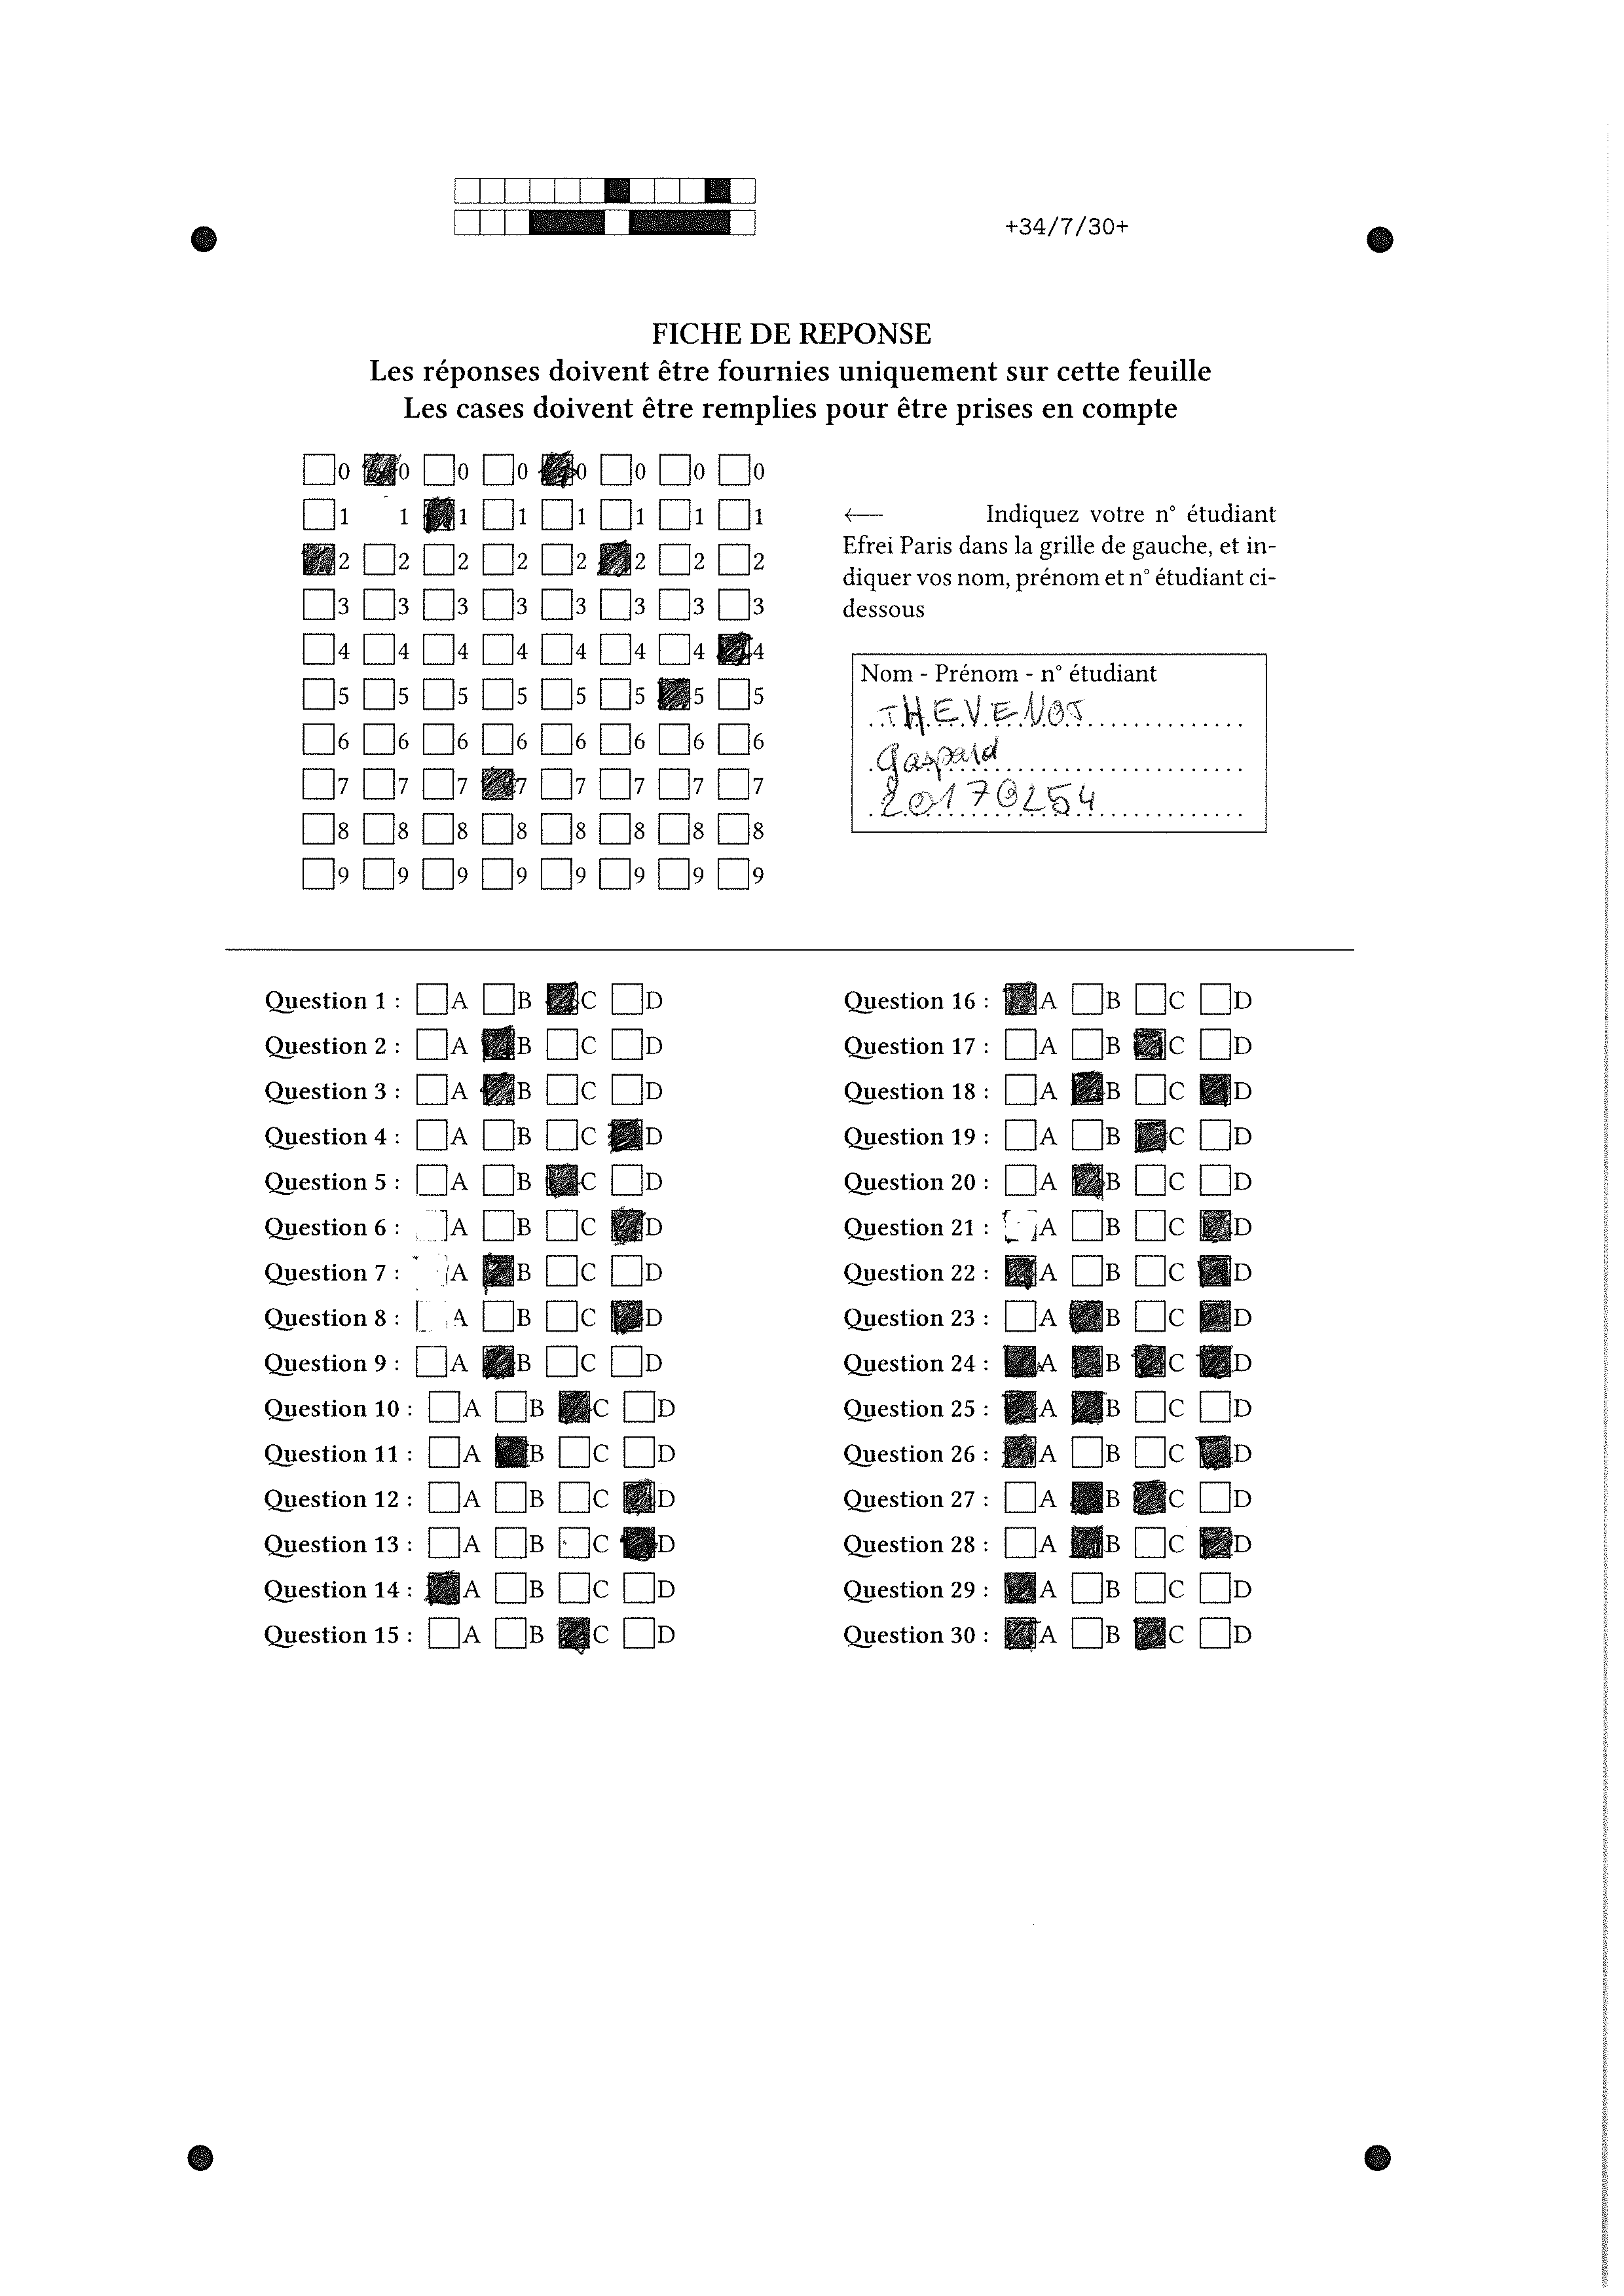 +34/7/30+
FICHE DE REPONSE
Les réponses doivent être fournies uniquement sur cette feuille
Les cases doivent être remplies pour être prises en compte
0 0 0 0 0 0 0 0
1 1 1 1 1 1 1 1
2 2 2 2 2 2 2 2
3 3 3 3 3 3 3 3
4 4 4 4 4 4 4 4
5 5 5 5 5 5 5 5
6 6 6 6 6 6 6 6
7 7 7 7 7 7 7 7
8 8 8 8 8 8 8 8
9 9 9 9 9 9 9 9
← Indiquez votre n° étudiant
Efrei Paris dans la grille de gauche, et in-
diquer vos nom, prénom et n° étudiant ci-
dessous
Nom - Prénom - n° étudiant
THEVENOT
Gaspard
20170254
Question 1 : A B C D
Question 2 : A B C D
Question 3 : A B C D
Question 4 : A B C D
Question 5 : A B C D
Question 6 : A B C D
Question 7 : A B C D
Question 8 : A B C D
Question 9 : A B C D
Question 10 : A B C D
Question 11 : A B C D
Question 12 : A B C D
Question 13 : A B C D
Question 14 : A B C D
Question 15 : A B C D
Question 16 : A B C D
Question 17 : A B C D
Question 18 : A B C D
Question 19 : A B C D
Question 20 : A B C D
Question 21 : A B C D
Question 22 : A B C D
Question 23 : A B C D
Question 24 : A B C D
Question 25 : A B C D
Question 26 : A B C D
Question 27 : A B C D
Question 28 : A B C D
Question 29 : A B C D
Question 30 : A B C D